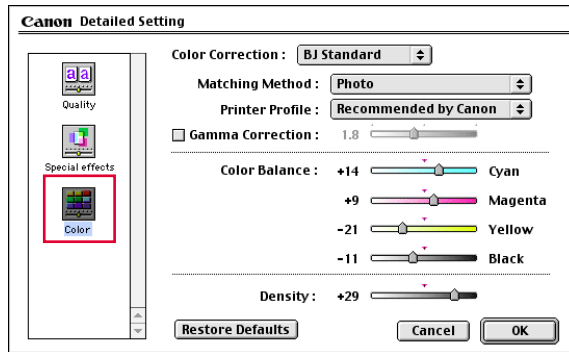 Canon Detailed Setting
Quality
Special effects
Color
Color Correction : BJ Standard
Matching Method : Photo
Printer Profile : Recommended by Canon
Gamma Correction : 1.8
Color Balance : +14 Cyan
+9 Magenta
-21 Yellow
-11 Black
Density : +29
Restore Defaults Cancel OK